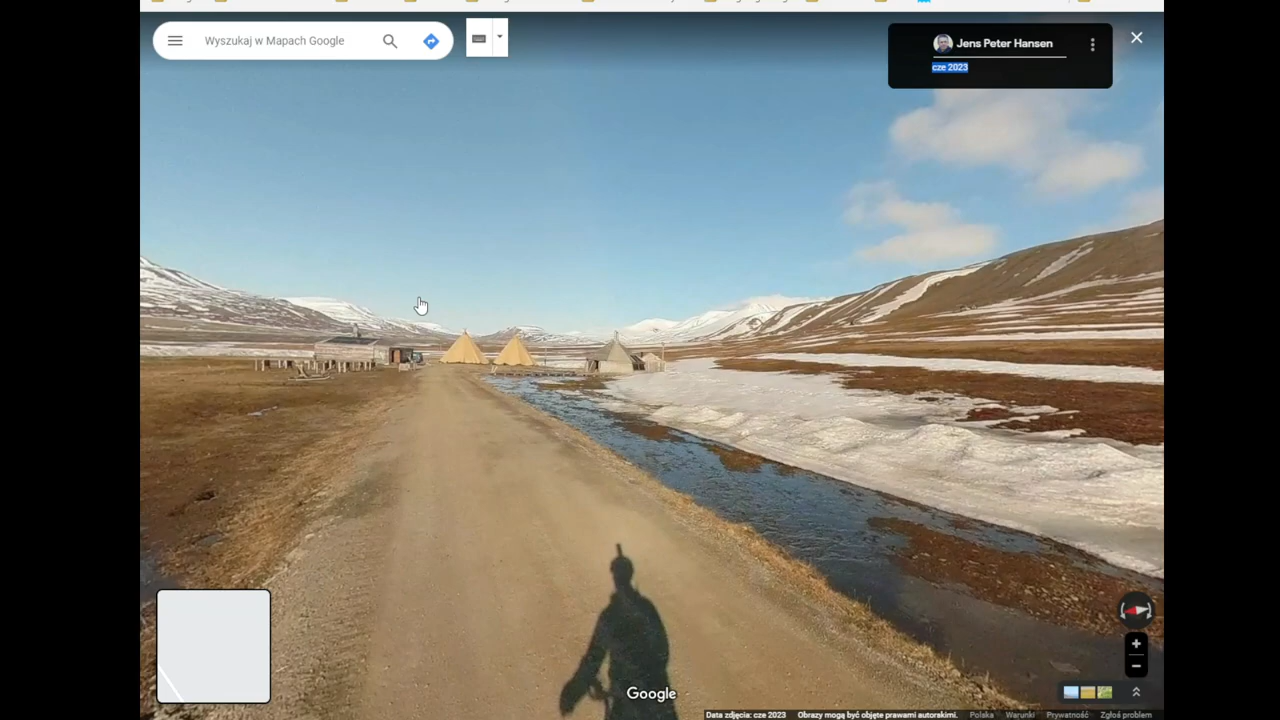 Wyszukaj w Mapach Google
Jens Peter Hansen
cze 2023
Google
Data zdjęcia: cze 2023 Obrazy mogą być objęte prawami autorskimi. Polska Warunki Prywatność Zgłoś problem